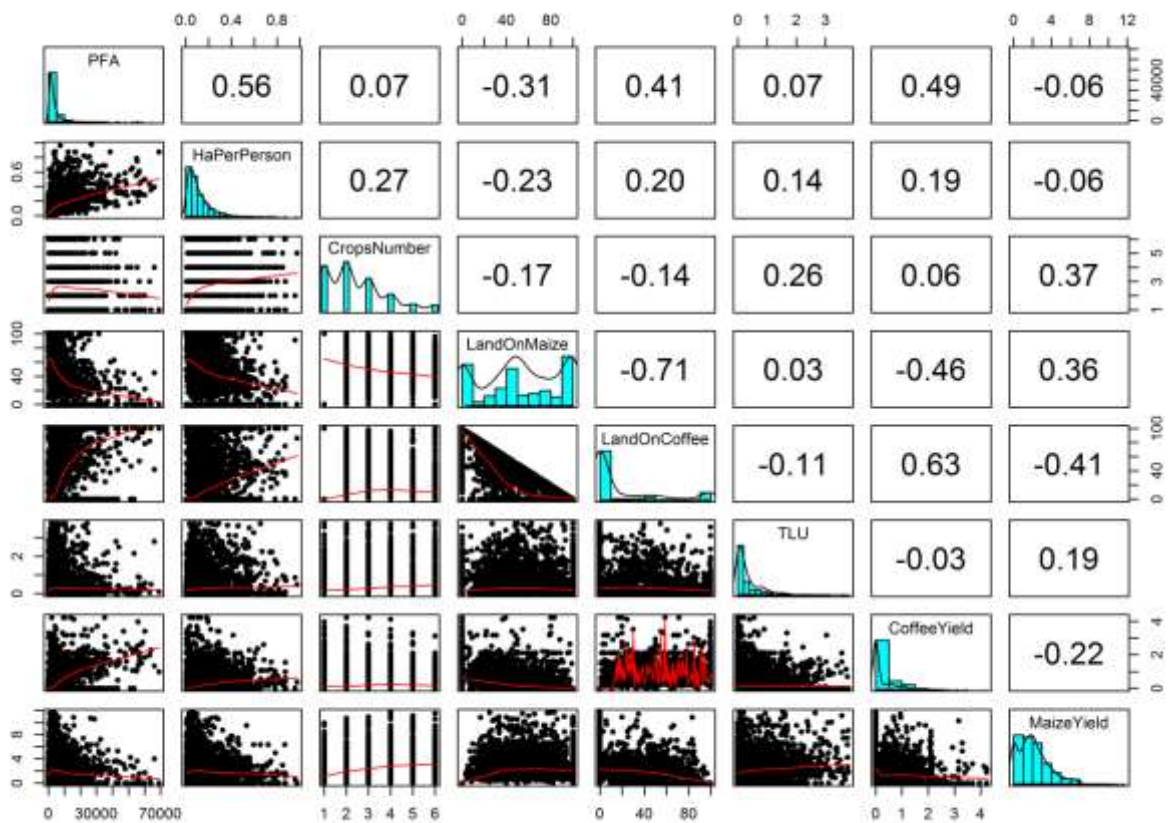 0.0 0.4 0.8 0 40 80 0 1 2 3 0 4 8 12
PFA 0.56 0.07 -0.31 0.41 0.07 0.49 -0.06 0 40000
0.0 0.6 HaPerPerson 0.27 -0.23 0.20 0.14 0.19 -0.06
CropsNumber -0.17 -0.14 0.26 0.06 0.37 1 3 5
0 40 100 LandOnMaize -0.71 0.03 -0.46 0.36
LandOnCoffee -0.11 0.63 -0.41 0 40 100
0 2 TLU -0.03 0.19
CoffeeYield -0.22 0 2 4
0 4 8 MaizeYield
0 30000 70000 1 2 3 4 5 6 0 40 80 0 1 2 3 4